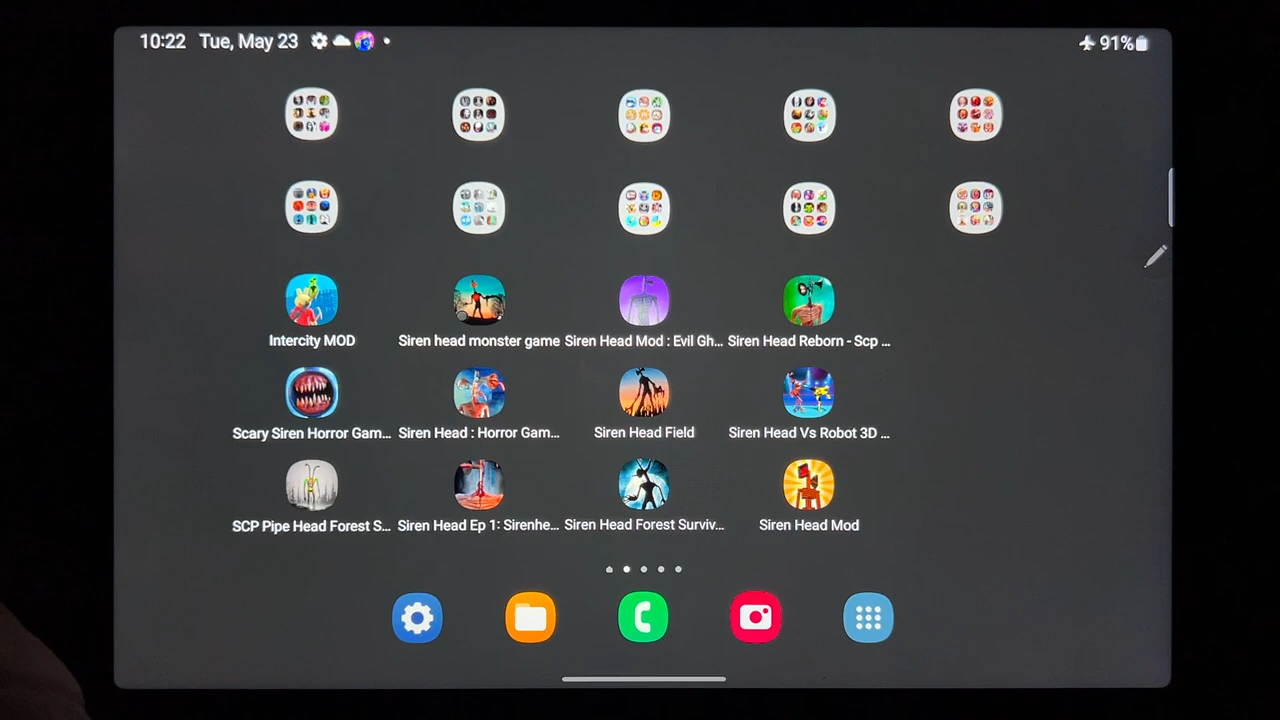 10:22 Tue, May 23
91%
Intercity MOD
Siren head monster game
Siren Head Mod : Evil Gh...
Siren Head Reborn - Scp ...
Scary Siren Horror Gam...
Siren Head : Horror Gam...
Siren Head Field
Siren Head Vs Robot 3D ...
SCP Pipe Head Forest S...
Siren Head Ep 1: Sirenhe...
Siren Head Forest Surviv...
Siren Head Mod